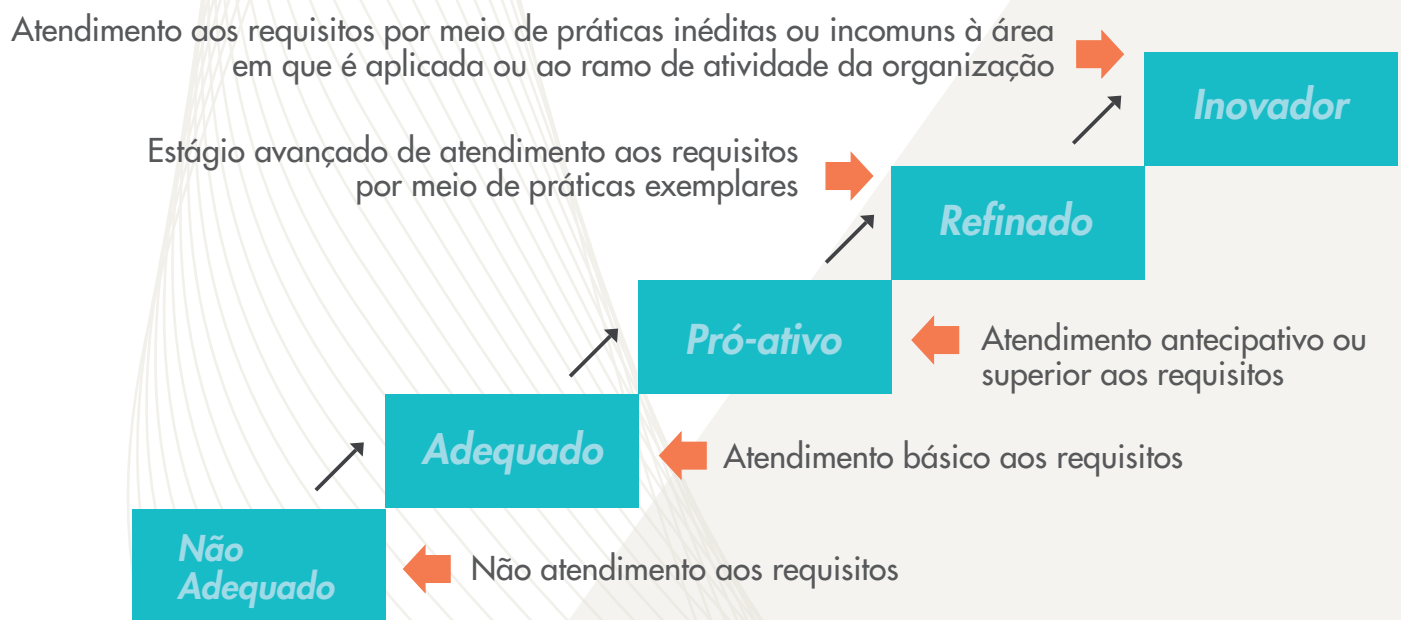 Atendimento aos requisitos por meio de práticas inéditas ou incomuns à área
em que é aplicada ou ao ramo de atividade da organização
Inovador
Estágio avançado de atendimento aos requisitos
por meio de práticas exemplares
Refinado
Pró-ativo
Atendimento antecipativo ou
superior aos requisitos
Adequado
Atendimento básico aos requisitos
Não
Adequado
Não atendimento aos requisitos